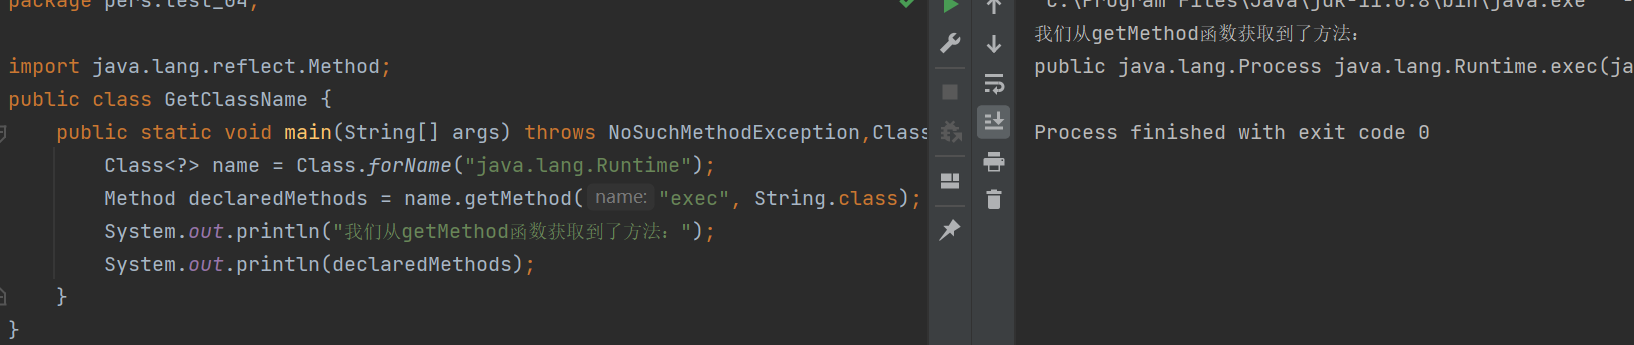 package pers.test_04;
import java.lang.reflect.Method;
public class GetClassName {
public static void main(String[] args) throws NoSuchMethodException,Class
Class<?> name = Class.forName("java.lang.Runtime");
Method declaredMethods = name.getMethod( name: "exec", String.class);
System.out.println("我们从getMethod函数获取到了方法：");
System.out.println(declaredMethods);
}
}
"C:\Program Files\Java\jdk-11.0.8\bin\java.exe"
我们从getMethod函数获取到了方法：
public java.lang.Process java.lang.Runtime.exec(ja
Process finished with exit code 0